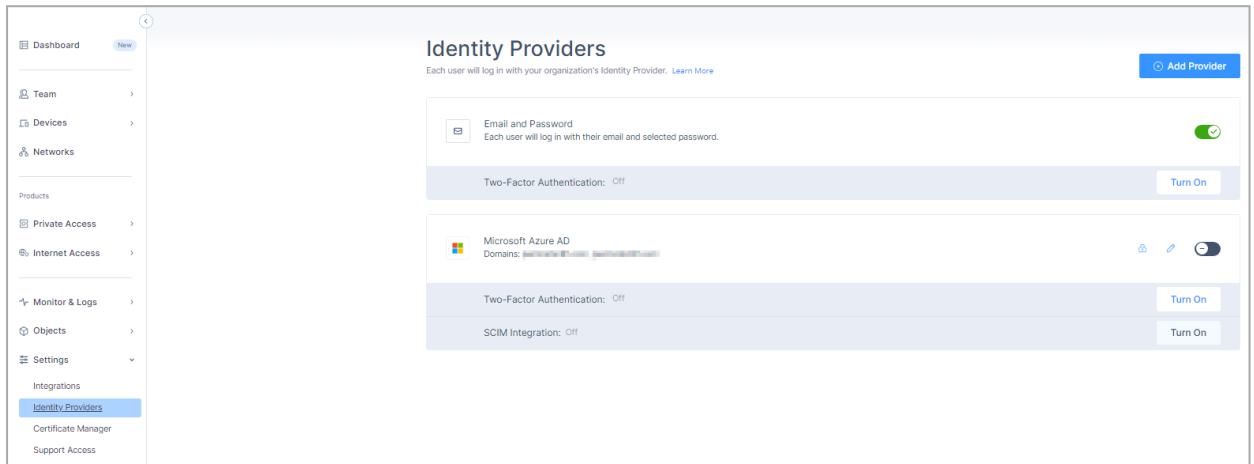 Dashboard
New
Team
Devices
Networks
Products
Private Access
Internet Access
Monitor & Logs
Objects
Settings
Integrations
Identity Providers
Certificate Manager
Support Access
Identity Providers
Each user will log in with your organization's Identity Provider. Learn More
Add Provider
Email and Password
Each user will log in with their email and selected password.
Two-Factor Authentication: Off
Turn On
Microsoft Azure AD
Domains:
Two-Factor Authentication: Off
Turn On
SCIM Integration: Off
Turn On